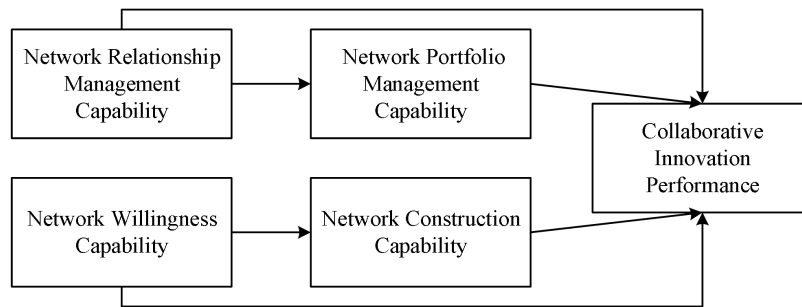 Network Relationship
Management
Capability
Network Portfolio
Management
Capability
Collaborative
Innovation
Performance
Network Willingness
Capability
Network Construction
Capability